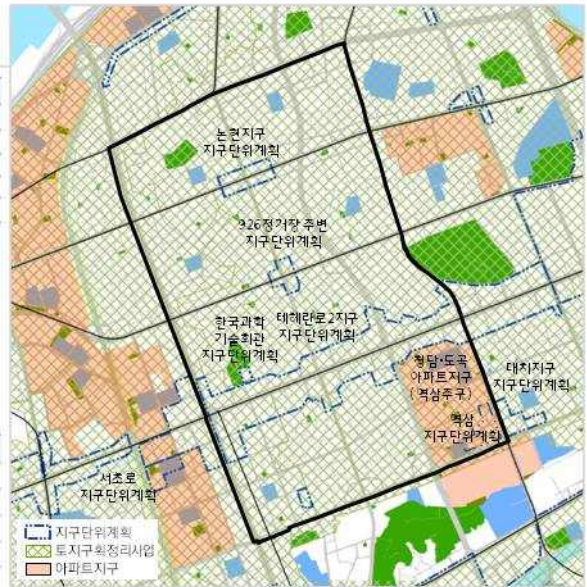 논현지구
지구단위계획
926정거장 주변
지구단위계획
한국과학
기술회관
지구단위계획
테헤란로2지구
지구단위계획
청담·도곡
아파트지구
(역삼주구)
대치지구
지구단위계획
역삼
지구단위계획
서초로
지구단위계획
지구단위계획
토지구획정리사업
아파트지구